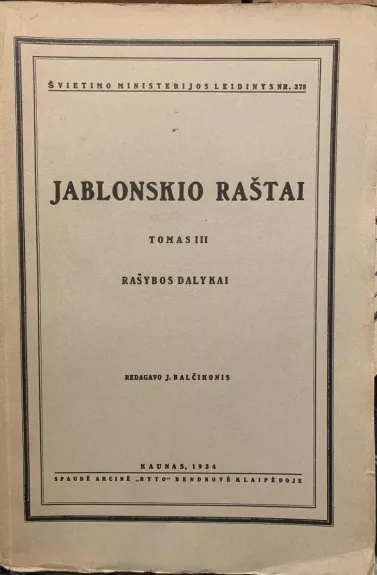 ŠVIETIMO MINISTERIJOS LEIDINYS NR. 378
JABLONSKIO RAŠTAI
TOMAS III
RAŠYBOS DALYKAI
REDAGAVO J. BALČIKONIS
KAUNAS, 1934
SPAUDĖ AKCINĖ „RYTO“ BENDROVĖ KLAIPĖDOJE